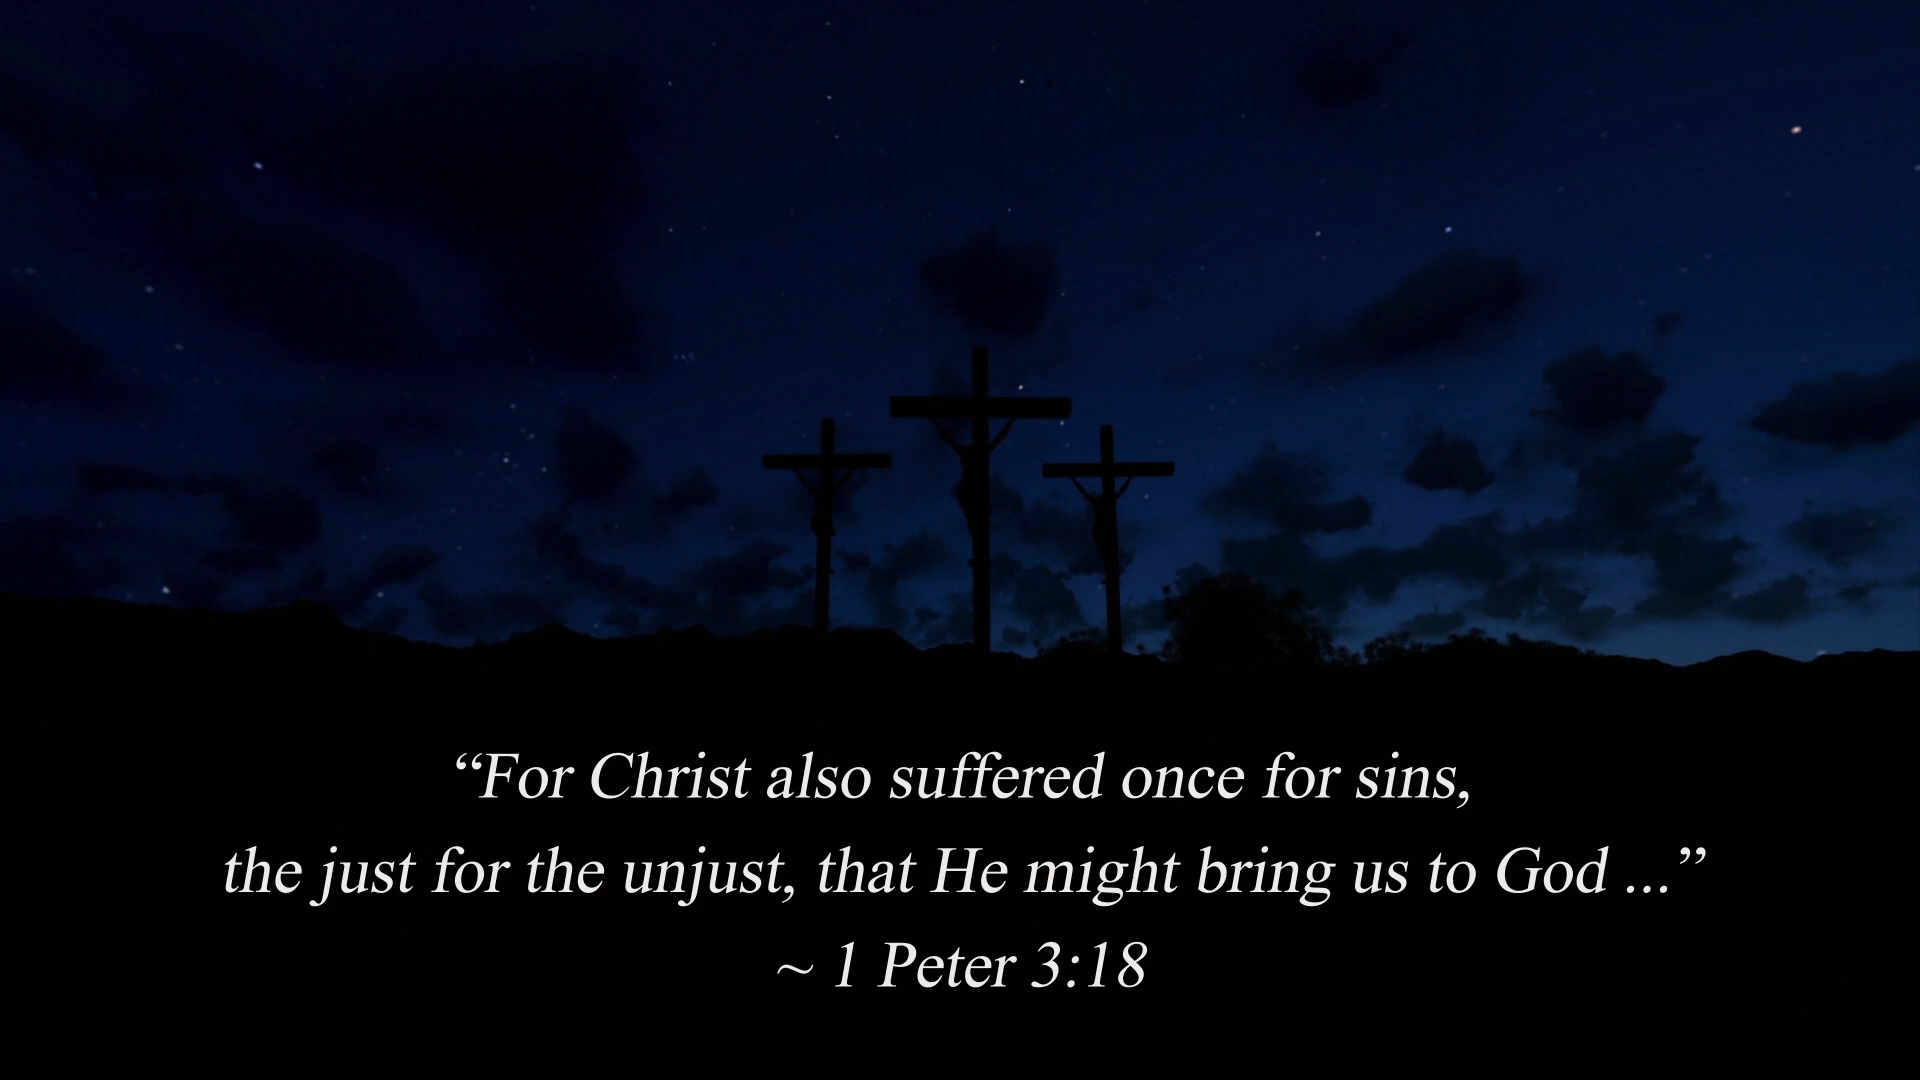 “For Christ also suffered once for sins,
the just for the unjust, that He might bring us to God ...”
~ 1 Peter 3:18